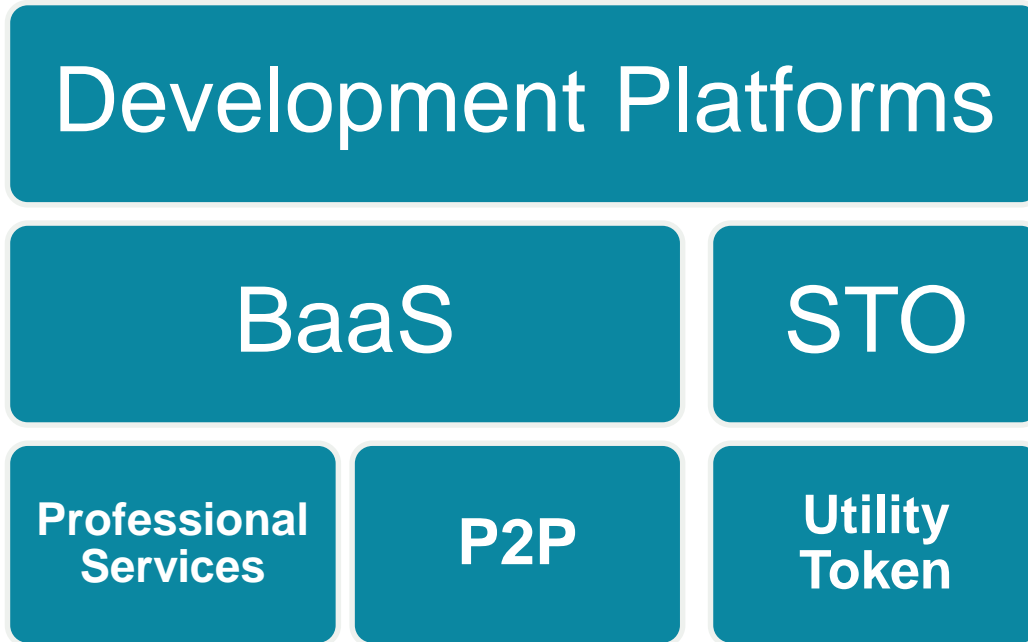 Development Platforms
BaaS
STO
Professional
Services
P2P
Utility
Token